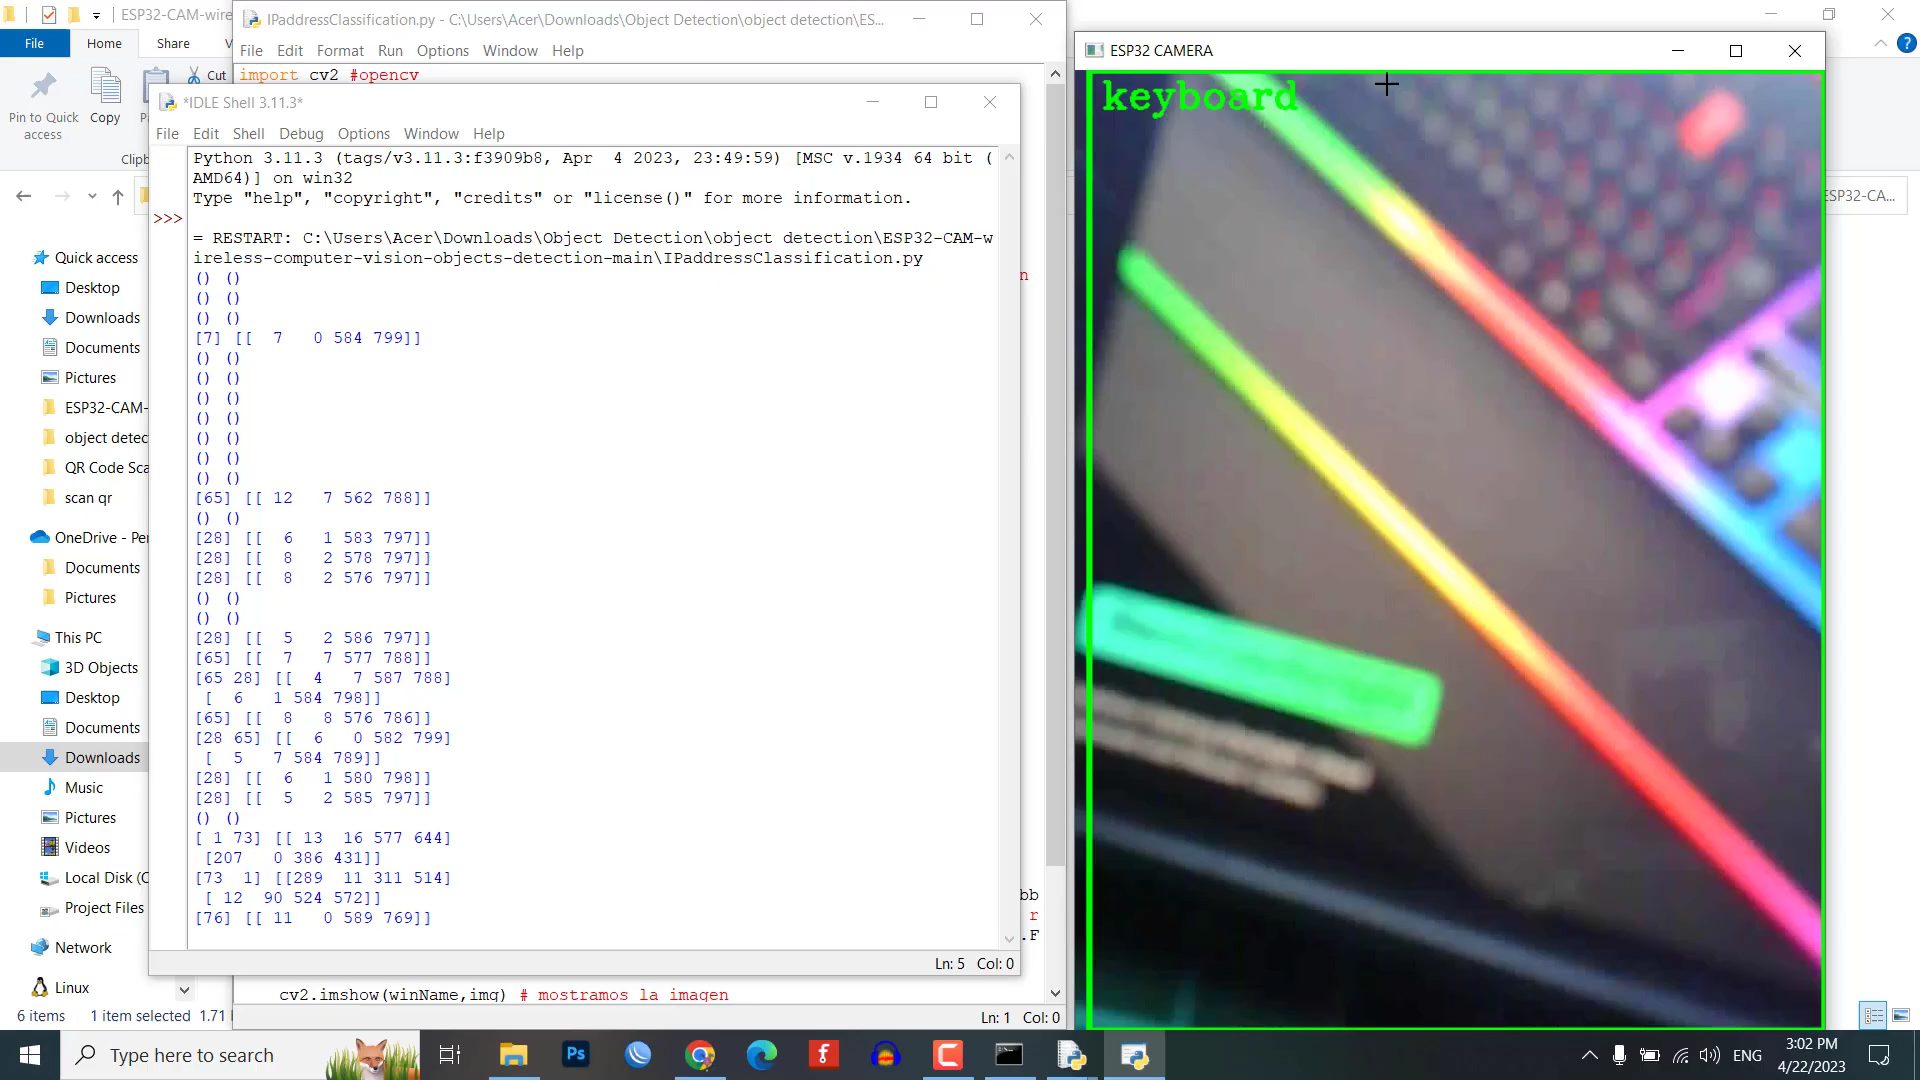 ESP32-CAM-wire
File
Home
Share
V
Pin to Quick
access
Copy
Cut
Clipb
Quick access
Desktop
Downloads
Documents
Pictures
ESP32-CAM-
object detec
QR Code Sca
scan qr
OneDrive - Per
Documents
Pictures
This PC
3D Objects
Desktop
Documents
Downloads
Music
Pictures
Videos
Local Disk (C
Project Files
Network
Linux
6 items 1 item selected 1.71
IPaddressClassification.py - C:\Users\Acer\Downloads\Object Detection\object detection\ES...
File Edit Format Run Options Window Help
import cv2 #opencv
*IDLE Shell 3.11.3*
File Edit Shell Debug Options Window Help
Python 3.11.3 (tags/v3.11.3:f3909b8, Apr  4 2023, 23:49:59) [MSC v.1934 64 bit (
AMD64)] on win32
Type "help", "copyright", "credits" or "license()" for more information.
>>>
= RESTART: C:\Users\Acer\Downloads\Object Detection\object detection\ESP32-CAM-w
ireless-computer-vision-objects-detection-main\IPaddressClassification.py
() ()
() ()
() ()
[7] [[  7   0 584 799]]
() ()
() ()
() ()
() ()
() ()
() ()
() ()
[65] [[ 12   7 562 788]]
() ()
[28] [[  6   1 583 797]]
[28] [[  8   2 578 797]]
[28] [[  8   2 576 797]]
() ()
() ()
[28] [[  5   2 586 797]]
[65] [[  7   7 577 788]]
[65 28] [[  4   7 587 788]
 [  6   1 584 798]]
[65] [[  8   8 576 786]]
[28 65] [[  6   0 582 799]
 [  5   7 584 789]]
[28] [[  6   1 580 798]]
[28] [[  5   2 585 797]]
() ()
[ 1 73] [[ 13  16 577 644]
 [207   0 386 431]]
[73  1] [[289  11 311 514]
 [ 12  90 524 572]]
[76] [[ 11   0 589 769]]
Ln: 5 Col: 0
n
bb
r
.F
cv2.imshow(winName,img) # mostramos la imagen
Ln: 1 Col: 0
ESP32 CAMERA
keyboard
ESP32-CA...
Type here to search
Ps
ENG
3:02 PM
4/22/2023